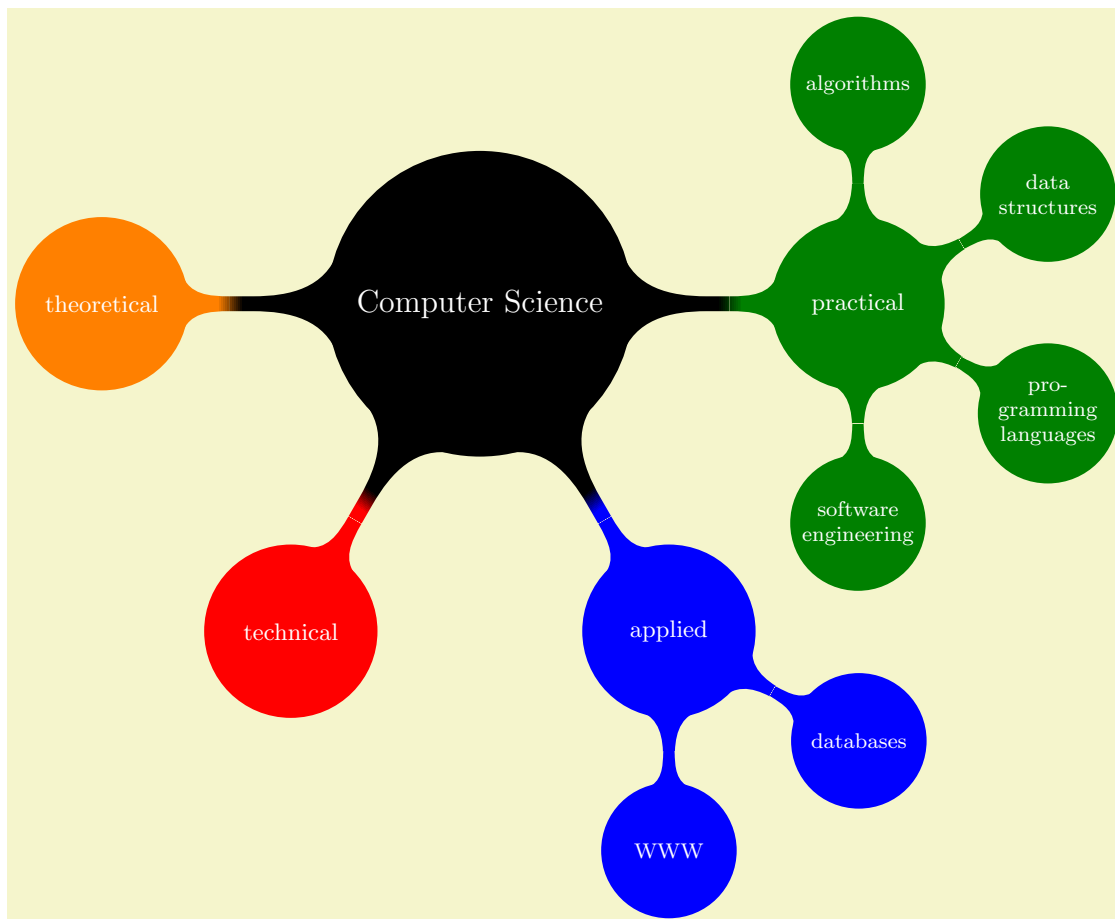 Computer Science
practical
algorithms
data
structures
pro-
gramming
languages
software
engineering
applied
databases
WWW
technical
theoretical